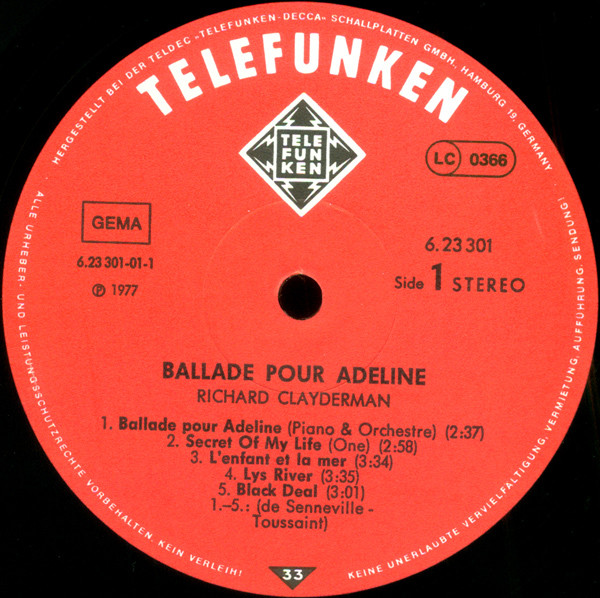 HERGESTELLT BEI DER TELDEC »TELEFUNKEN-DECCA« SCHALLPLATTEN GMBH, HAMBURG 19, GERMANY
TELEFUNKEN
TELE
FUN
KEN
LC 0366
GEMA
6.23 301-01-1
Ⓟ 1977
6.23 301
Side 1 STEREO
BALLADE POUR ADELINE
RICHARD CLAYDERMAN
1. Ballade pour Adeline (Piano & Orchestre) (2:37)
2. Secret Of My Life (One) (2:58)
3. L'enfant et la mer (3:34)
4. Lys River (3:35)
5. Black Deal (3:01)
1.–5.: (de Senneville -
Toussaint)
33
ALLE URHEBER- UND LEISTUNGSSCHUTZRECHTE VORBEHALTEN. KEIN VERLEIH!
KEINE UNERLAUBTE VERVIELFÄLTIGUNG, VERMIETUNG, AUFFÜHRUNG, SENDUNG!